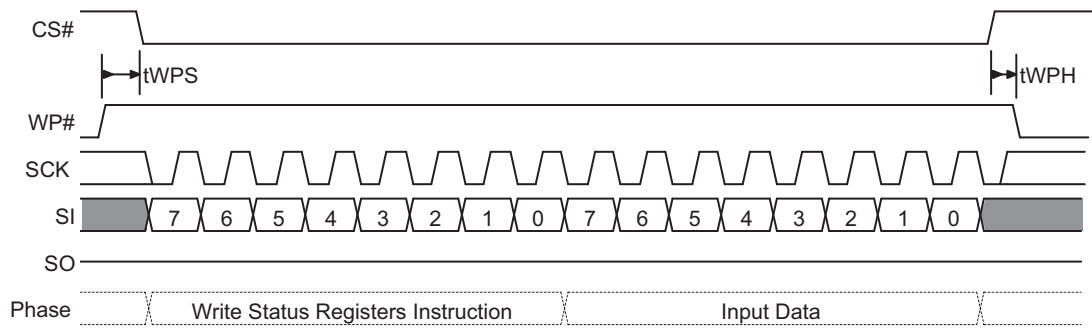 CS#
tWPS
tWPH
WP#
SCK
SI 7 6 5 4 3 2 1 0 7 6 5 4 3 2 1 0
SO
Phase Write Status Registers Instruction Input Data